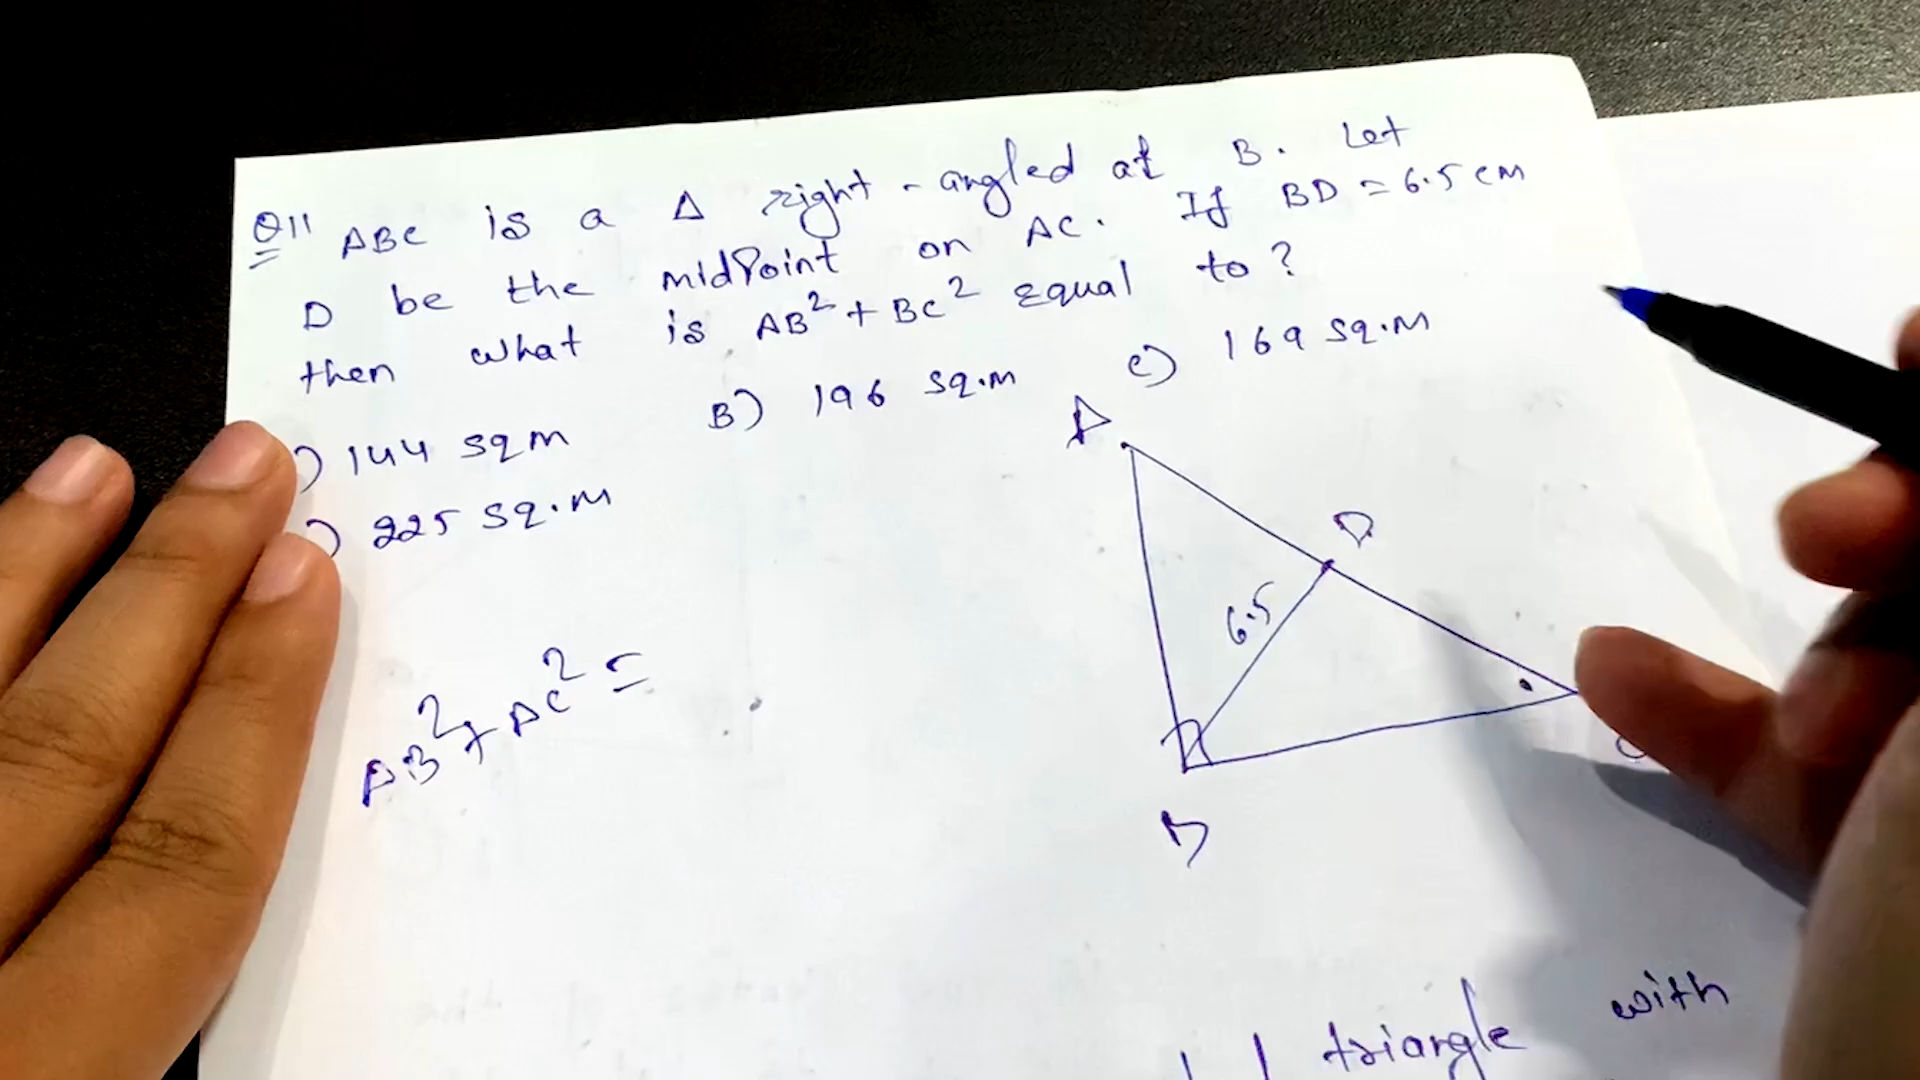 Q11 ABC is a Δ right-angled at B. Let
D be the midpoint on AC. If BD = 6.5 cm
then what is AB² + BC² equal to?
) 144 sqm B) 196 sq.m C) 169 sq.m
) 225 sq.m
A
D
6.5
C
B
AB² + AC² =
triangle with